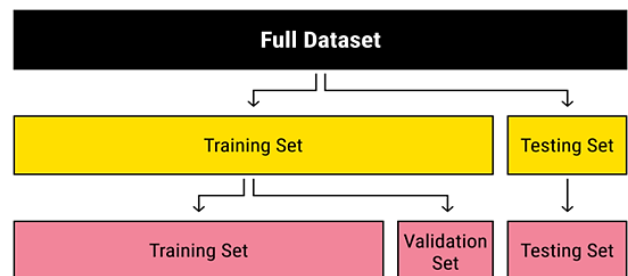 Full Dataset
Training Set
Testing Set
Training Set
Validation
Set
Testing Set